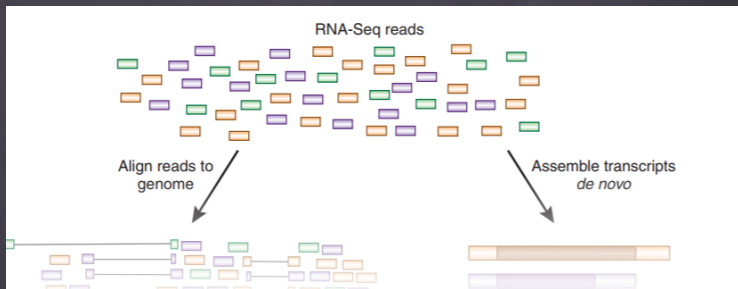 RNA-Seq reads
Align reads to
genome
Assemble transcripts
de novo